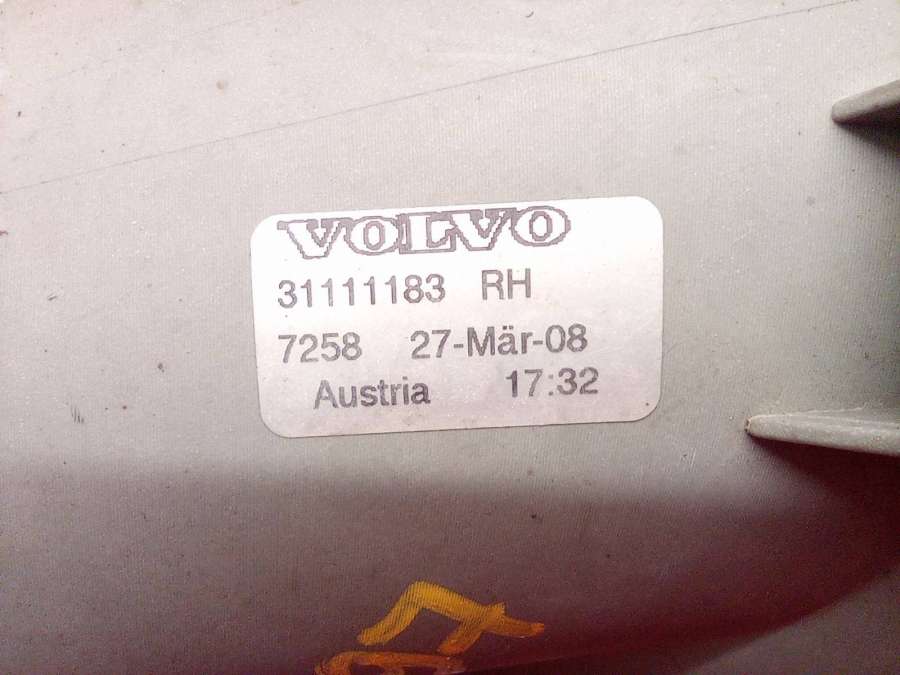 VOLVO
31111183 RH
7258 27-Mär-08
Austria 17:32